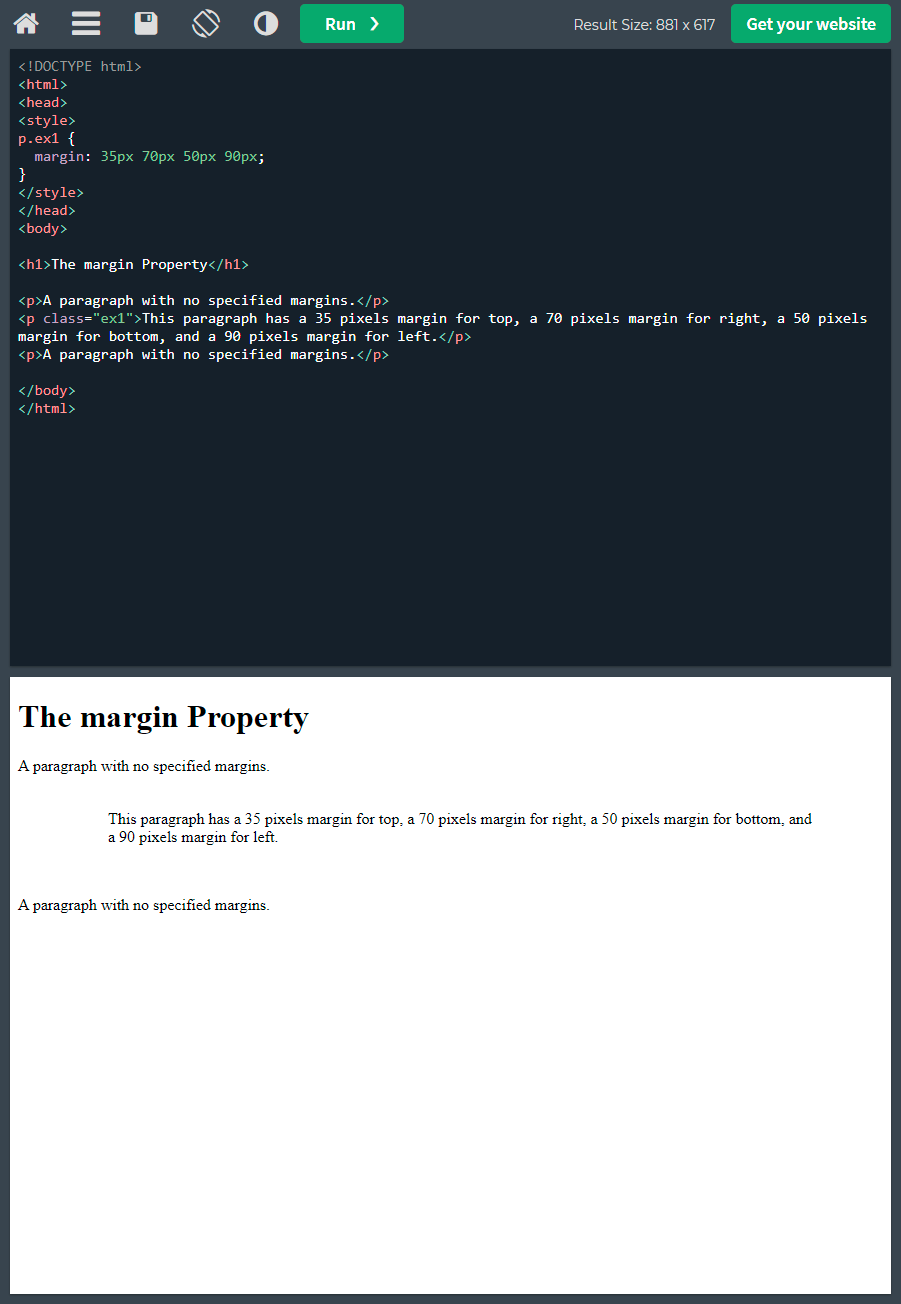 Run ❯ Result Size: 881 x 617 Get your website
<!DOCTYPE html>
<html>
<head>
<style>
p.ex1 {
  margin: 35px 70px 50px 90px;
}
</style>
</head>
<body>

<h1>The margin Property</h1>

<p>A paragraph with no specified margins.</p>
<p class="ex1">This paragraph has a 35 pixels margin for top, a 70 pixels margin for right, a 50 pixels
margin for bottom, and a 90 pixels margin for left.</p>
<p>A paragraph with no specified margins.</p>

</body>
</html>
The margin Property
A paragraph with no specified margins.
This paragraph has a 35 pixels margin for top, a 70 pixels margin for right, a 50 pixels margin for bottom, and
a 90 pixels margin for left.
A paragraph with no specified margins.